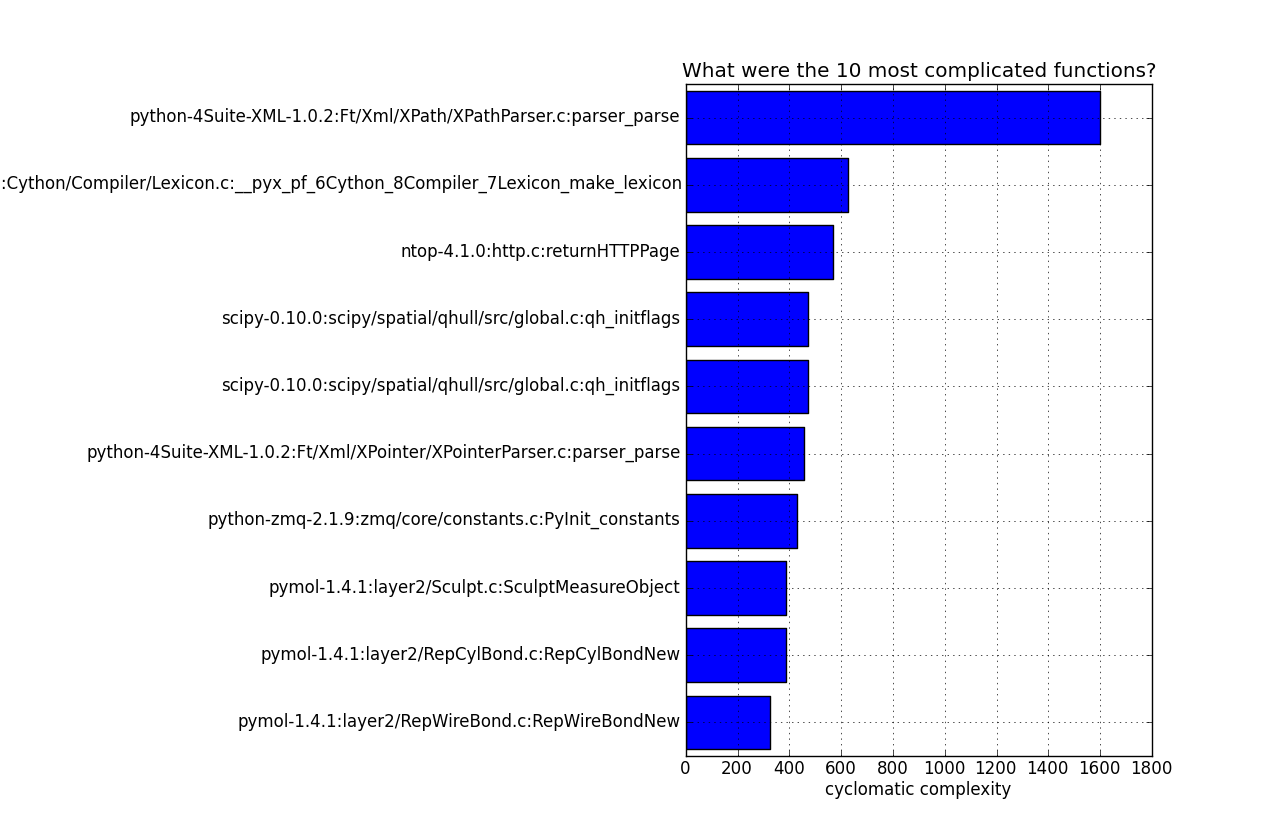 What were the 10 most complicated functions?
python-4Suite-XML-1.0.2:Ft/Xml/XPath/XPathParser.c:parser_parse
:Cython/Compiler/Lexicon.c:__pyx_pf_6Cython_8Compiler_7Lexicon_make_lexicon
ntop-4.1.0:http.c:returnHTTPPage
scipy-0.10.0:scipy/spatial/qhull/src/global.c:qh_initflags
scipy-0.10.0:scipy/spatial/qhull/src/global.c:qh_initflags
python-4Suite-XML-1.0.2:Ft/Xml/XPointer/XPointerParser.c:parser_parse
python-zmq-2.1.9:zmq/core/constants.c:PyInit_constants
pymol-1.4.1:layer2/Sculpt.c:SculptMeasureObject
pymol-1.4.1:layer2/RepCylBond.c:RepCylBondNew
pymol-1.4.1:layer2/RepWireBond.c:RepWireBondNew
0 200 400 600 800 1000 1200 1400 1600 1800
cyclomatic complexity